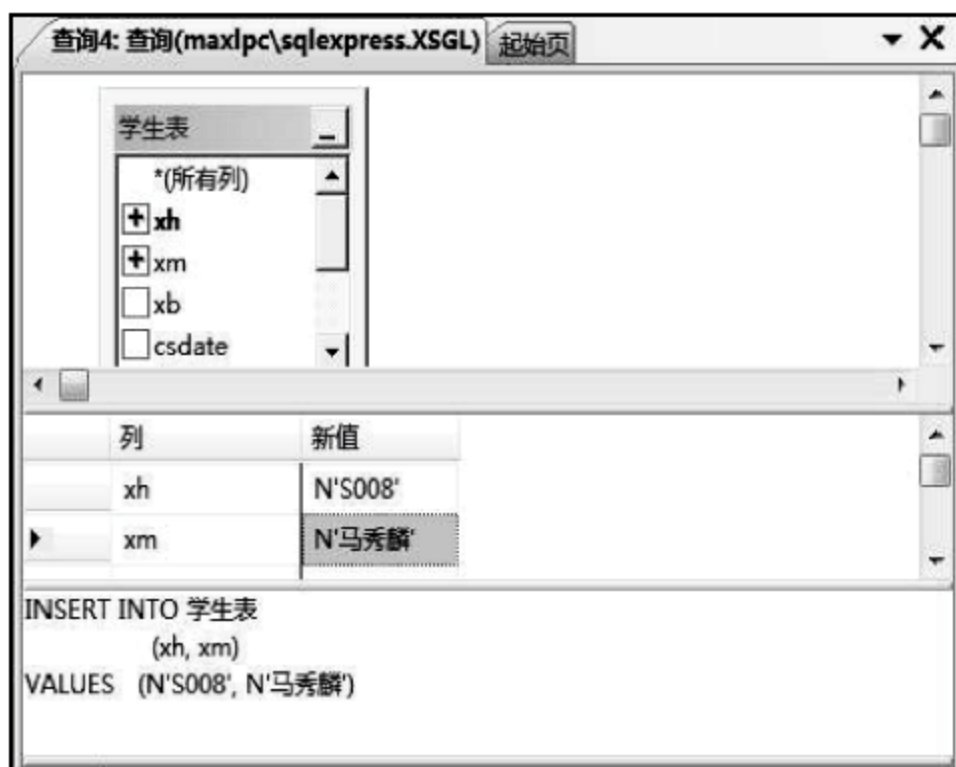 查询4: 查询(maxlpc\sqlexpress.XSGL) 起始页
学生表
*(所有列)
xh
xm
xb
csdate
列 新值
xh N'S008'
xm N'马秀麟'
INSERT INTO 学生表
(xh, xm)
VALUES (N'S008', N'马秀麟')